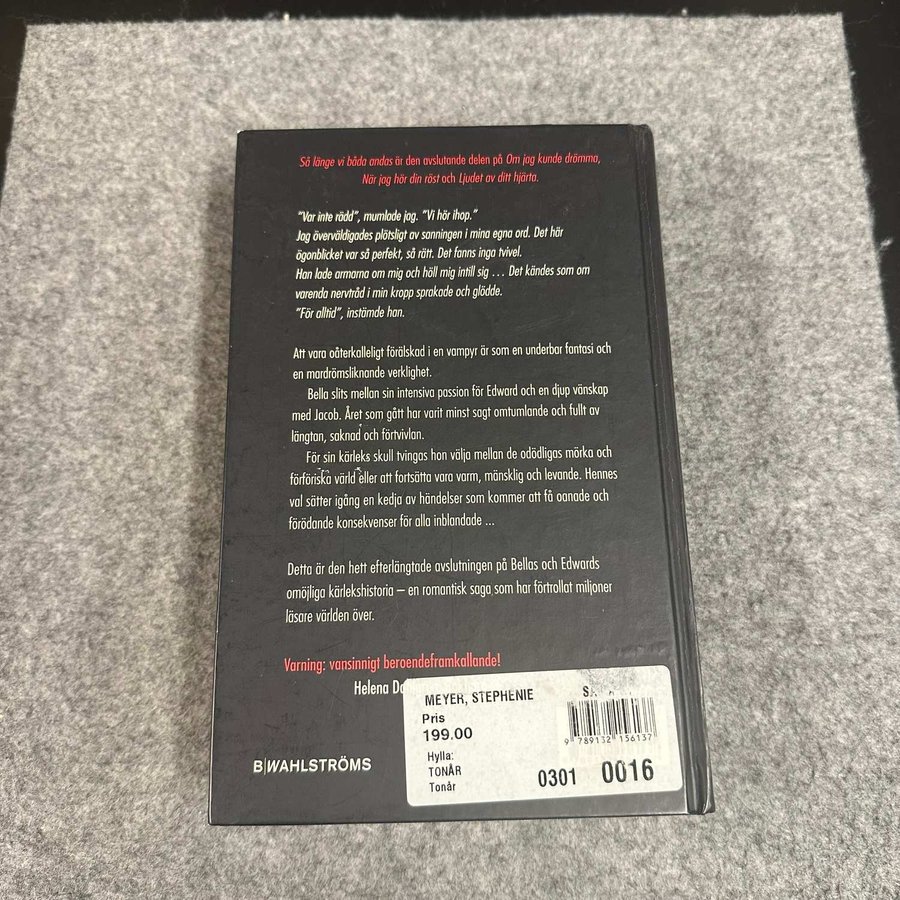 Så länge vi båda andas är den avslutande delen på Om jag kunde drömma,
När jag hör din röst och Ljudet av ditt hjärta.
"Var inte rädd", mumlade jag. "Vi hör ihop."
Jag överväldigades plötsligt av sanningen i mina egna ord. Det här
ögonblicket var så perfekt, så rätt. Det fanns inga tvivel.
Han lade armarna om mig och höll mig intill sig ... Det kändes som om
varenda nervtråd i min kropp sprakade och glödde.
"För alltid", instämde han.
Att vara oåterkalleligt förälskad i en vampyr är som en underbar fantasi och
en mardrömsliknande verklighet.
Bella slits mellan sin intensiva passion för Edward och en djup vänskap
med Jacob. Året som gått har varit minst sagt omtumlande och fullt av
längtan, saknad och förtvivlan.
För sin kärleks skull tvingas hon välja mellan de odödligas mörka och
förföriska värld eller att fortsätta vara varm, mänsklig och levande. Hennes
val sätter igång en kedja av händelser som kommer att få oanade och
förödande konsekvenser för alla inblandade ...
Detta är den hett efterlängtade avslutningen på Bellas och Edwards
omöjliga kärlekshistoria – en romantisk saga som har förtrollat miljoner
läsare världen över.
Varning: vansinnigt beroendeframkallande!
Helena
MEYER, STEPHENIE
Pris
199.00
9 789132 156137
Hylla:
TONÅR
Tonår
0301 0016
B|WAHLSTRÖMS